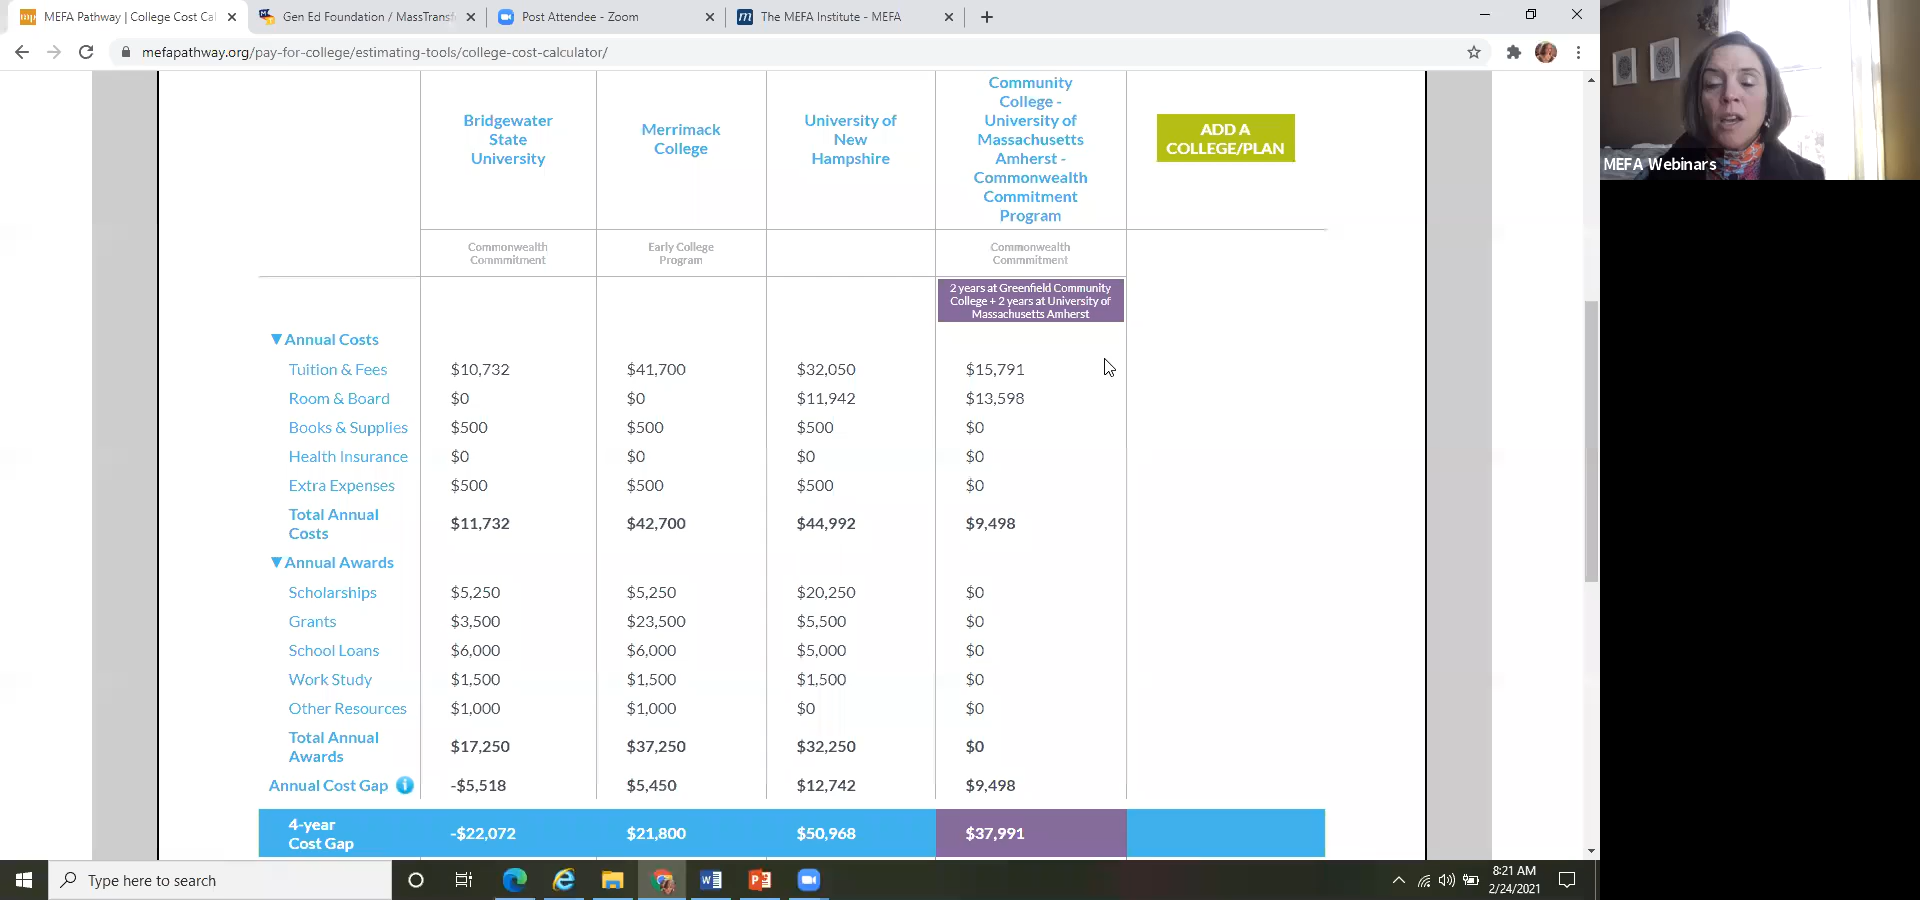 MEFA Pathway | College Cost Cal
Gen Ed Foundation / MassTransf
Post Attendee - Zoom
The MEFA Institute - MEFA
mefapathway.org/pay-for-college/estimating-tools/college-cost-calculator/
MEFA Webinars
Bridgewater
State
University
Merrimack
College
University of
New
Hampshire
Community
College -
University of
Massachusetts
Amherst -
Commonwealth
Commitment
Program
ADD A
COLLEGE/PLAN
Commonwealth
Commmitment
Early College
Program
Commonwealth
Commmitment
2 years at Greenfield Community
College + 2 years at University of
Massachusetts Amherst
▼Annual Costs
Tuition & Fees $10,732 $41,700 $32,050 $15,791
Room & Board $0 $0 $11,942 $13,598
Books & Supplies $500 $500 $500 $0
Health Insurance $0 $0 $0 $0
Extra Expenses $500 $500 $500 $0
Total Annual
Costs
$11,732 $42,700 $44,992 $9,498
▼Annual Awards
Scholarships $5,250 $5,250 $20,250 $0
Grants $3,500 $23,500 $5,500 $0
School Loans $6,000 $6,000 $5,000 $0
Work Study $1,500 $1,500 $1,500 $0
Other Resources $1,000 $1,000 $0 $0
Total Annual
Awards
$17,250 $37,250 $32,250 $0
Annual Cost Gap i -$5,518 $5,450 $12,742 $9,498
4-year
Cost Gap
-$22,072 $21,800 $50,968 $37,991
Type here to search
8:21 AM
2/24/2021